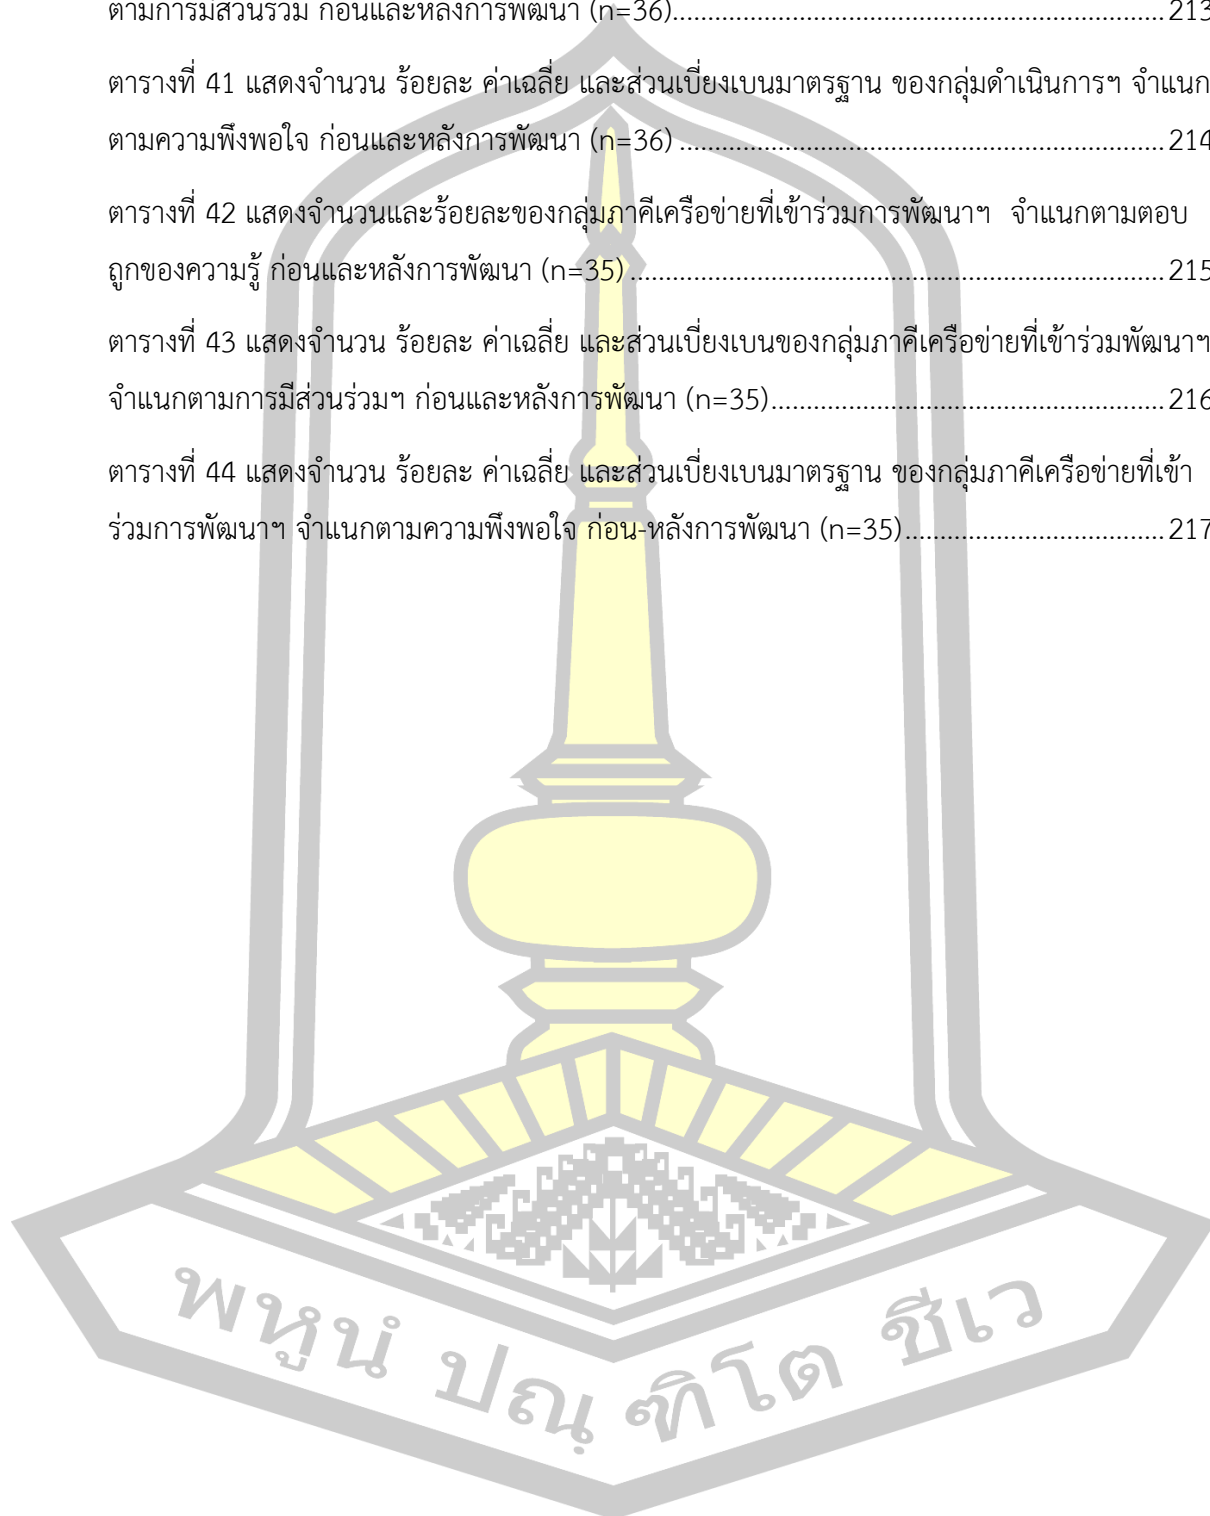 ตามการมีส่วนร่วม ก่อนและหลังการพัฒนา (n=36)......................................................................213
ตารางที่ 41 แสดงจำนวน ร้อยละ ค่าเฉลี่ย และส่วนเบี่ยงเบนมาตรฐาน ของกลุ่มดำเนินการฯ จำแนก
ตามความพึงพอใจ ก่อนและหลังการพัฒนา (n=36) .....................................................................214
ตารางที่ 42 แสดงจำนวนและร้อยละของกลุ่มภาคีเครือข่ายที่เข้าร่วมการพัฒนาฯ จำแนกตามตอบ
ถูกของความรู้ ก่อนและหลังการพัฒนา (n=35) ............................................................................215
ตารางที่ 43 แสดงจำนวน ร้อยละ ค่าเฉลี่ย และส่วนเบี่ยงเบนของกลุ่มภาคีเครือข่ายที่เข้าร่วมพัฒนาฯ
จำแนกตามการมีส่วนร่วมฯ ก่อนและหลังการพัฒนา (n=35)........................................................216
ตารางที่ 44 แสดงจำนวน ร้อยละ ค่าเฉลี่ย และส่วนเบี่ยงเบนมาตรฐาน ของกลุ่มภาคีเครือข่ายที่เข้า
ร่วมการพัฒนาฯ จำแนกตามความพึงพอใจ ก่อน-หลังการพัฒนา (n=35).....................................217
พหูนํ ปณฺฑิโต ชีเว